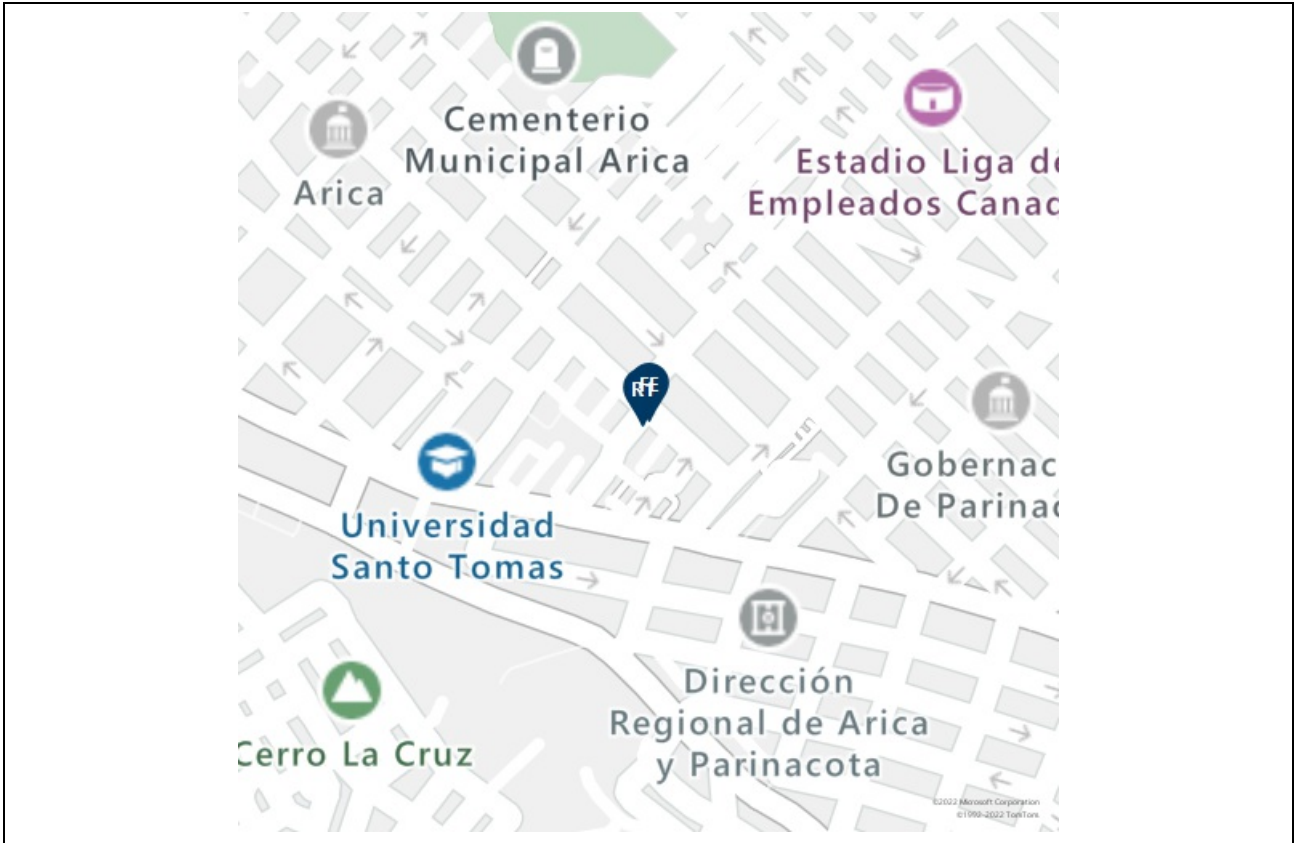 Cementerio
Municipal Arica
Arica
Estadio Liga de
Empleados Canad
Gobernac
De Parinac
Universidad
Santo Tomas
Dirección
Regional de Arica
y Parinacota
Cerro La Cruz
©2022 Microsoft Corporation
©1992-2022 TomTom